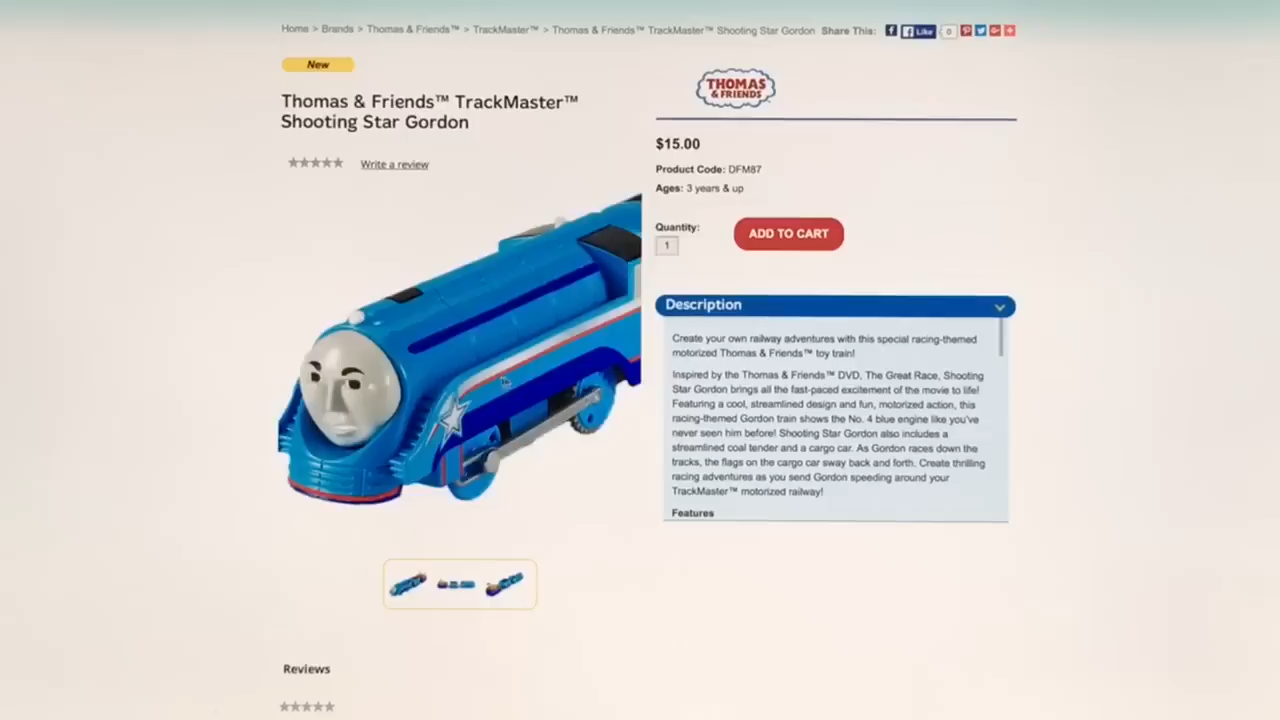 Home > Brands > Thomas & Friends™ > TrackMaster™ > Thomas & Friends™ TrackMaster™ Shooting Star Gordon
Share This:
Like
0
New
Thomas & Friends™ TrackMaster™
Shooting Star Gordon
Write a review
THOMAS
& FRIENDS
$15.00
Product Code: DFM87
Ages: 3 years & up
Quantity:
1
ADD TO CART
Description
Create your own railway adventures with this special racing-themed
motorized Thomas & Friends™ toy train!
Inspired by the Thomas & Friends™ DVD, The Great Race, Shooting
Star Gordon brings all the fast-paced excitement of the movie to life!
Featuring a cool, streamlined design and fun, motorized action, this
racing-themed Gordon train shows the No. 4 blue engine like you've
never seen him before! Shooting Star Gordon also includes a
streamlined coal tender and a cargo car. As Gordon races down the
tracks, the flags on the cargo car sway back and forth. Create thrilling
racing adventures as you send Gordon speeding around your
TrackMaster™ motorized railway!
Features
Reviews